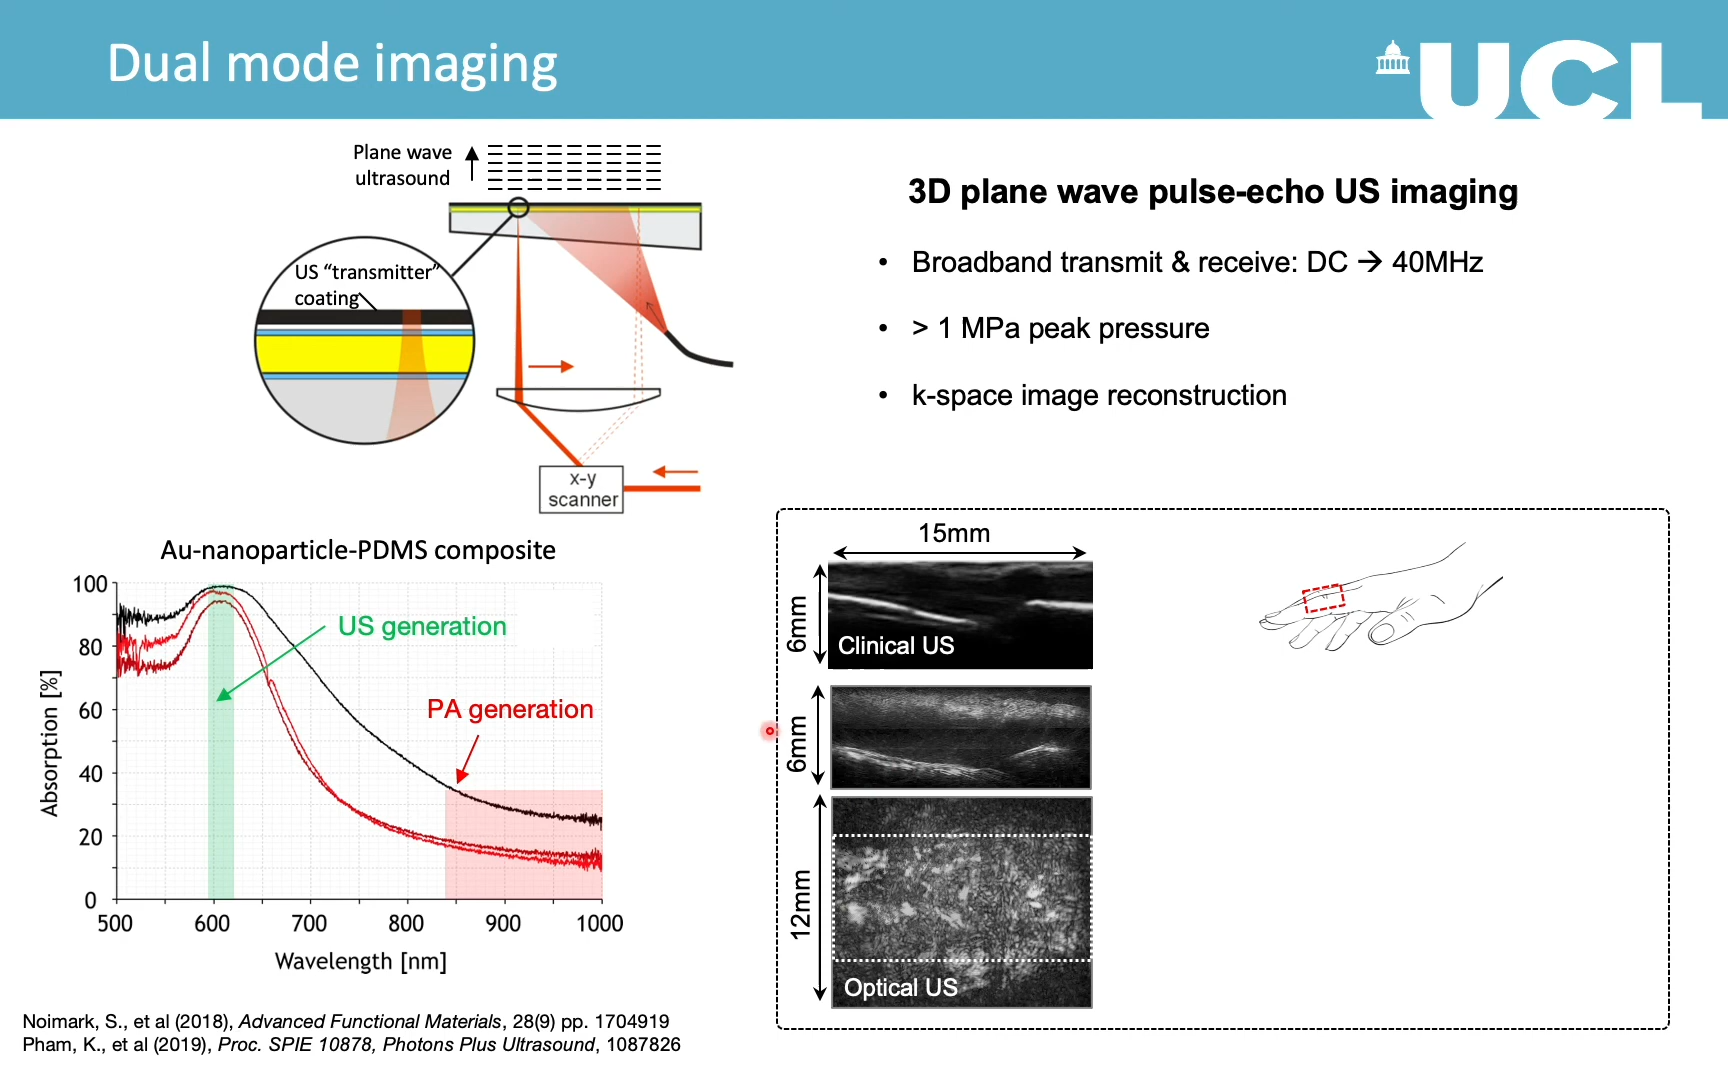 Dual mode imaging
UCL
Plane wave
ultrasound
US “transmitter”
coating
x-y
scanner
3D plane wave pulse-echo US imaging
• Broadband transmit & receive: DC → 40MHz
• > 1 MPa peak pressure
• k-space image reconstruction
Au-nanoparticle-PDMS composite
100
80
60
40
20
0
Absorption [%]
500 600 700 800 900 1000
Wavelength [nm]
US generation
PA generation
15mm
6mm
Clinical US
6mm
12mm
Optical US
Noimark, S., et al (2018), Advanced Functional Materials, 28(9) pp. 1704919
Pham, K., et al (2019), Proc. SPIE 10878, Photons Plus Ultrasound, 1087826